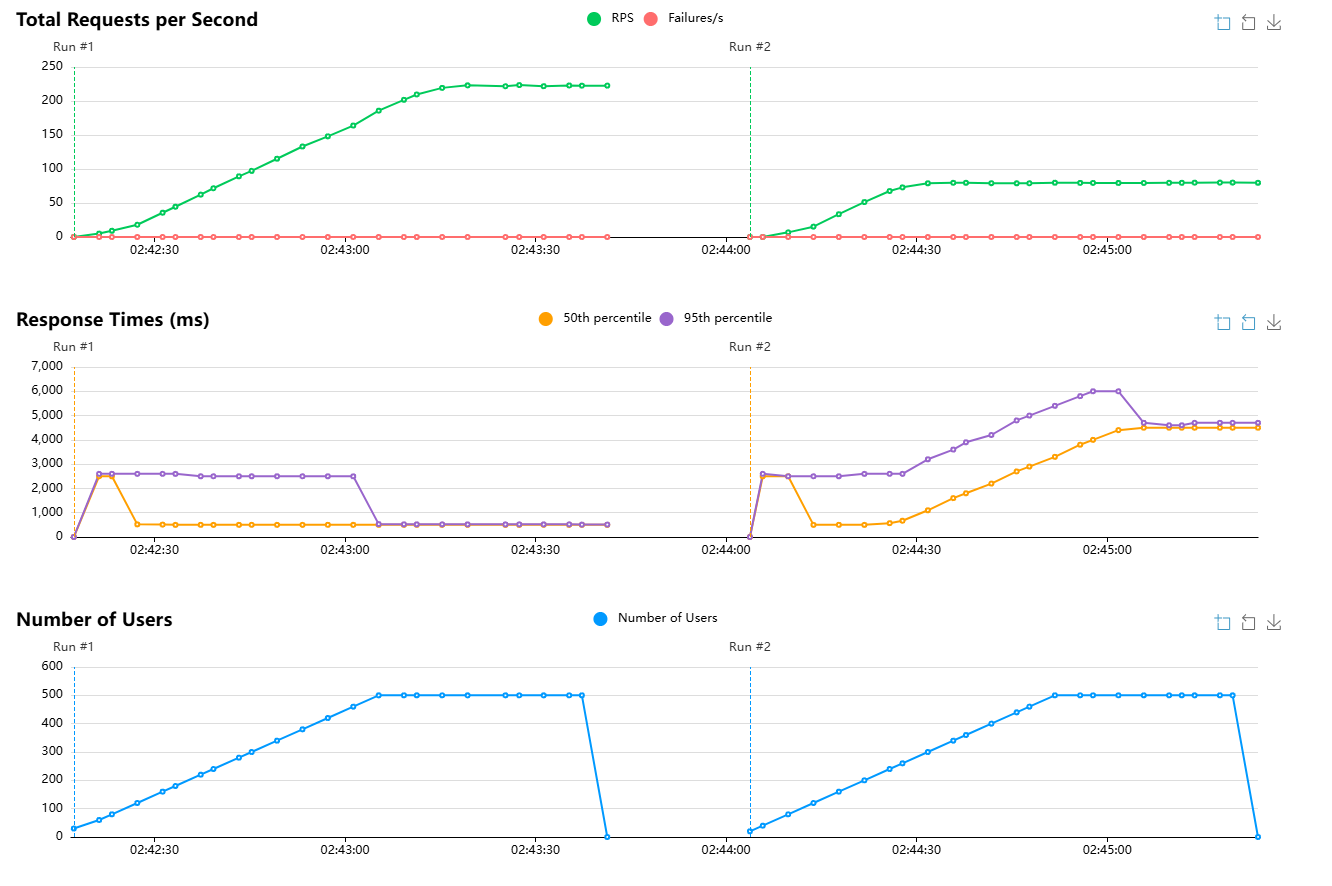 Total Requests per Second
RPS Failures/s
Run #1 Run #2
250
200
150
100
50
0
02:42:30 02:43:00 02:43:30 02:44:00 02:44:30 02:45:00
Response Times (ms)
50th percentile 95th percentile
Run #1 Run #2
7,000
6,000
5,000
4,000
3,000
2,000
1,000
0
02:42:30 02:43:00 02:43:30 02:44:00 02:44:30 02:45:00
Number of Users
Number of Users
Run #1 Run #2
600
500
400
300
200
100
0
02:42:30 02:43:00 02:43:30 02:44:00 02:44:30 02:45:00